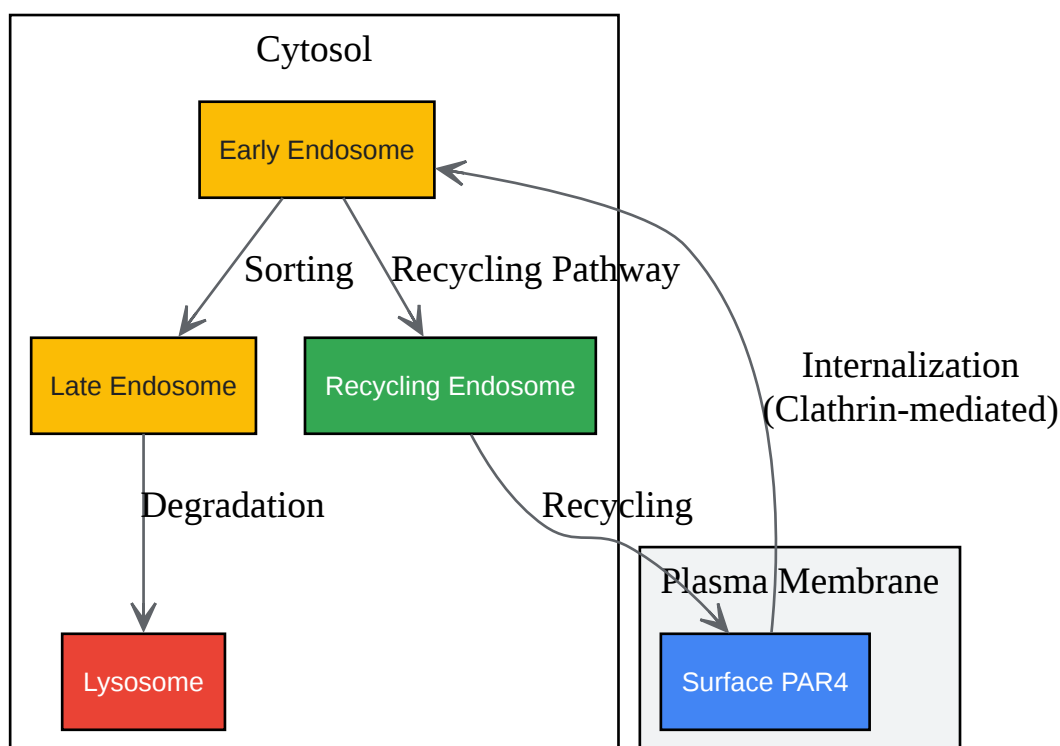 Cytosol
Early Endosome
Sorting
Recycling Pathway
Late Endosome
Recycling Endosome
Internalization
(Clathrin-mediated)
Degradation
Recycling
Plasma Membrane
Lysosome
Surface PAR4